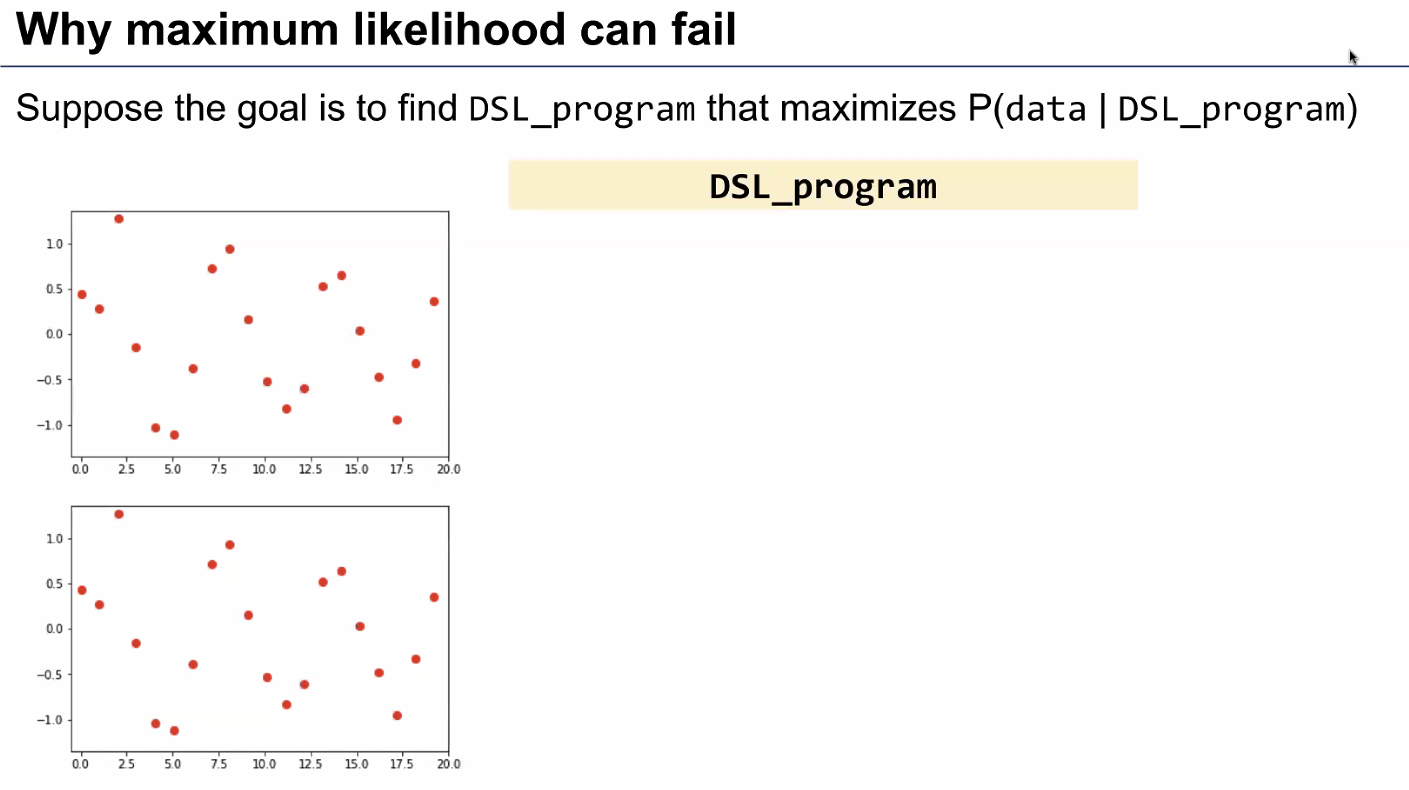 Why maximum likelihood can fail
Suppose the goal is to find DSL_program that maximizes P(data | DSL_program)
DSL_program
1.0
0.5
0.0
−0.5
−1.0
0.0 2.5 5.0 7.5 10.0 12.5 15.0 17.5 20.0
1.0
0.5
0.0
−0.5
−1.0
0.0 2.5 5.0 7.5 10.0 12.5 15.0 17.5 20.0